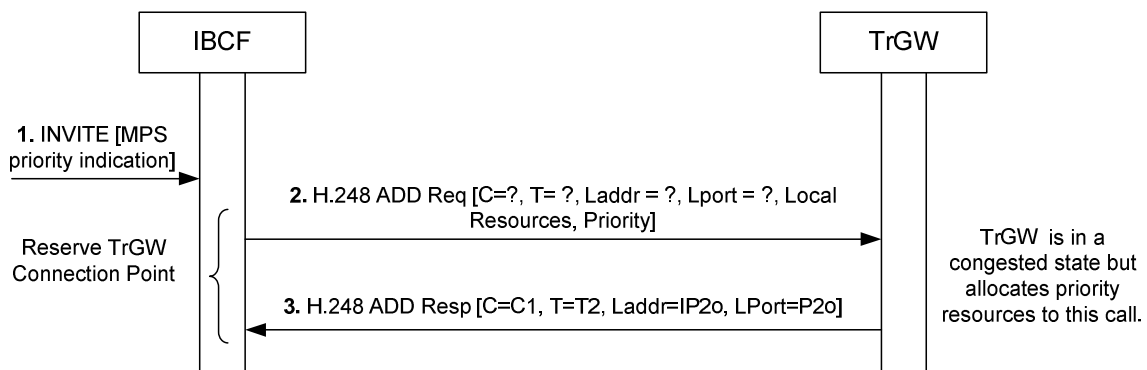 IBCF
TrGW
1. INVITE [MPS
priority indication]
2. H.248 ADD Req [C=?, T= ?, Laddr = ?, Lport = ?, Local
Resources, Priority]
Reserve TrGW
Connection Point
TrGW is in a
congested state but
allocates priority
resources to this call.
3. H.248 ADD Resp [C=C1, T=T2, Laddr=IP2o, LPort=P2o]